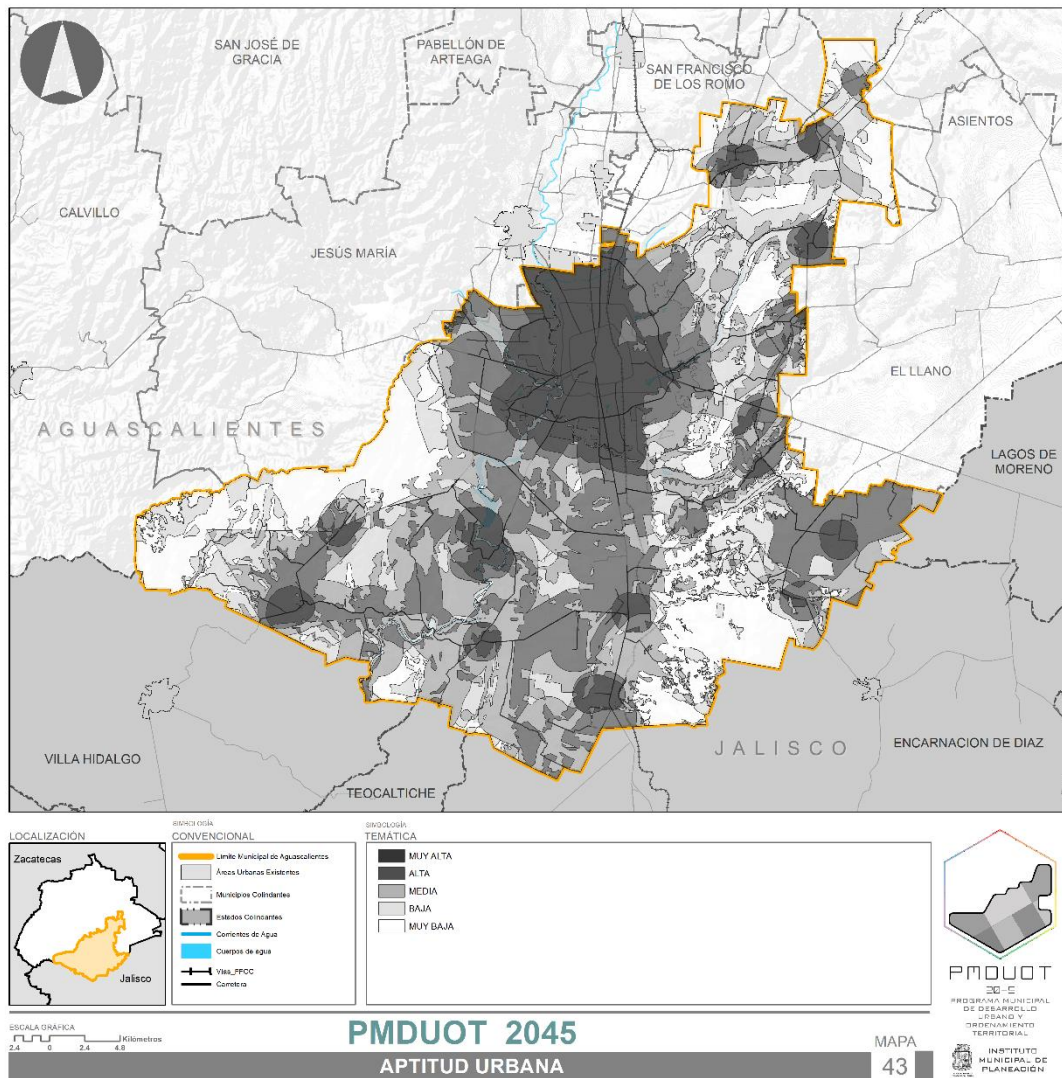 SAN JOSÉ DE
GRACIA
PABELLÓN DE
ARTEAGA
SAN FRANCISCO
DE LOS ROMO
ASIENTOS
CALVILLO
JESÚS MARÍA
EL LLANO
AGUASCALIENTES
LAGOS DE
MORENO
JALISCO
ENCARNACION DE DIAZ
VILLA HIDALGO
TEOCALTICHE
LOCALIZACIÓN
Zacatecas
Jalisco
SIMBOLOGÍA
CONVENCIONAL
Límite Municipal de Aguascalientes
Áreas Urbanas Existentes
Municipios Colindantes
Estados Colindantes
Corrientes de Agua
Cuerpos de agua
Vias_FFCC
Carretera
SIMBOLOGÍA
TEMÁTICA
MUY ALTA
ALTA
MEDIA
BAJA
MUY BAJA
PMDUOT
PROGRAMA MUNICIPAL
DE DESARROLLO
URBANO Y
ORDENAMIENTO
TERRITORIAL
INSTITUTO
MUNICIPAL DE
PLANEACIÓN
ESCALA GRÁFICA
Kilómetros
2.4 0 2.4 4.8
PMDUOT 2045
APTITUD URBANA
MAPA
43